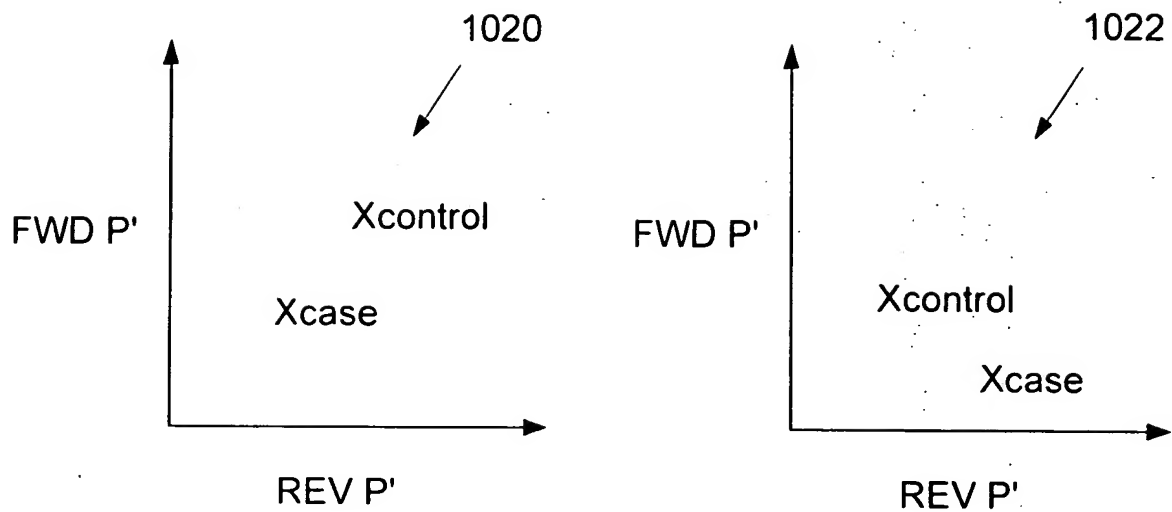 1020
FWD P'
Xcontrol
Xcase
REV P'
1022
FWD P'
Xcontrol
Xcase
REV P'